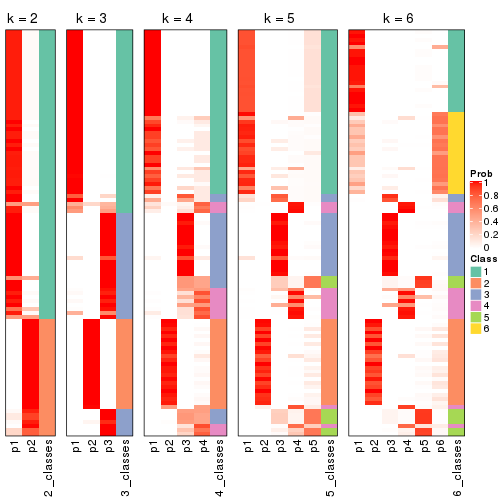 k = 2
k = 3
k = 4
k = 5
k = 6
Prob
1
0.8
0.6
0.4
0.2
0
Class
1
2
3
4
5
6
p1
p2
2_classes
p1
p2
p3
3_classes
p1
p2
p3
p4
4_classes
p1
p2
p3
p4
p5
5_classes
p1
p2
p3
p4
p5
p6
6_classes